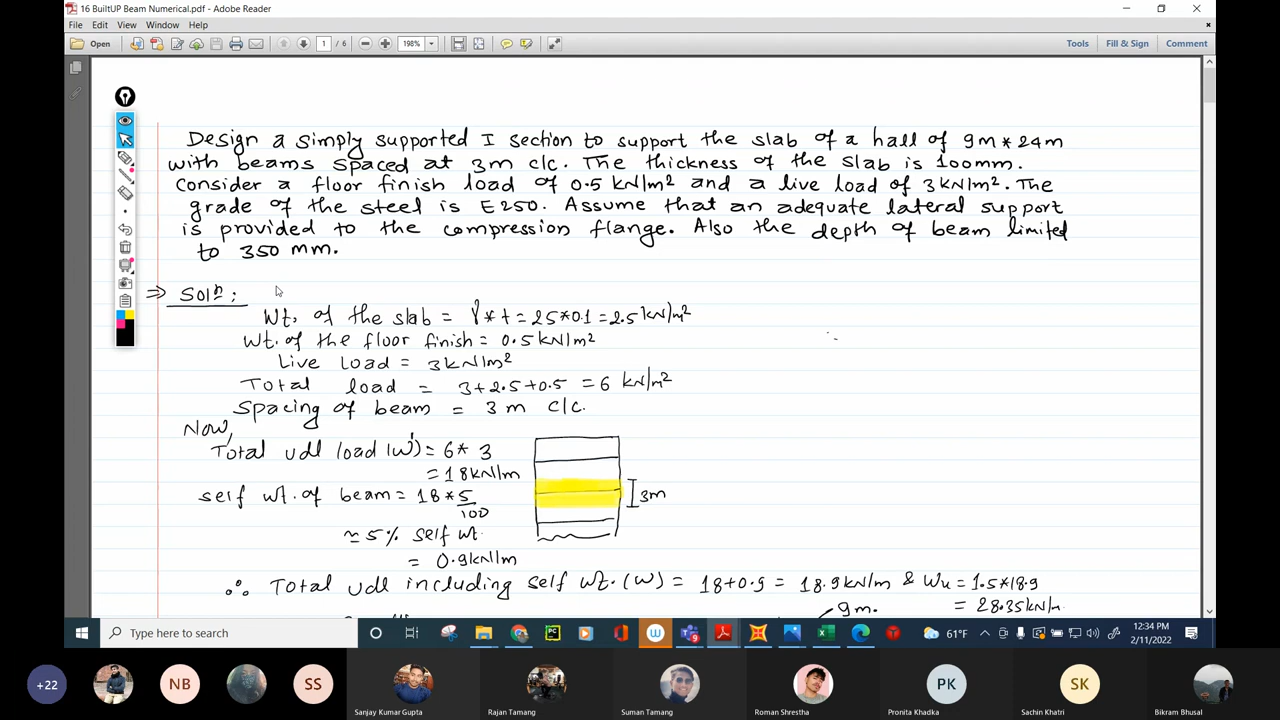 16 BuiltUP Beam Numerical.pdf - Adobe Reader
File Edit View Window Help
Open 1 / 6 198% Tools Fill & Sign Comment
Design a simply supported I section to support the slab of a hall of 9m*24m
with beams spaced at 3m c/c. The thickness of the slab is 100mm.
Consider a floor finish load of 0.5 kN/m² and a live load of 3kN/m². The
grade of the steel is E250. Assume that an adequate lateral support
is provided to the compression flange. Also the depth of beam limited
to 350 mm.
⇒ Solⁿ:
Wt. of the slab = γ*t = 25*0.1 = 2.5 kN/m²
Wt. of the floor finish = 0.5 kN/m²
Live load = 3kN/m²
Total load = 3+2.5+0.5 = 6 kN/m²
Spacing of beam = 3 m c/c.
Now,
Total udl load (w') = 6* 3
= 18kN/m
self wt. of beam = 18*5/100
3m
≈ 5% self wt.
= 0.9kN/m
∴ Total udl including self wt. (w) = 18+0.9 = 18.9kN/m & Wu = 1.5*18.9
= 28.35kN/m
9m.
Type here to search
61°F
12:34 PM
2/11/2022
+22 NB SS PK SK
Sanjay Kumar Gupta Rajan Tamang Suman Tamang Roman Shrestha Pronita Khadka Sachin Khatri Bikram Bhusal